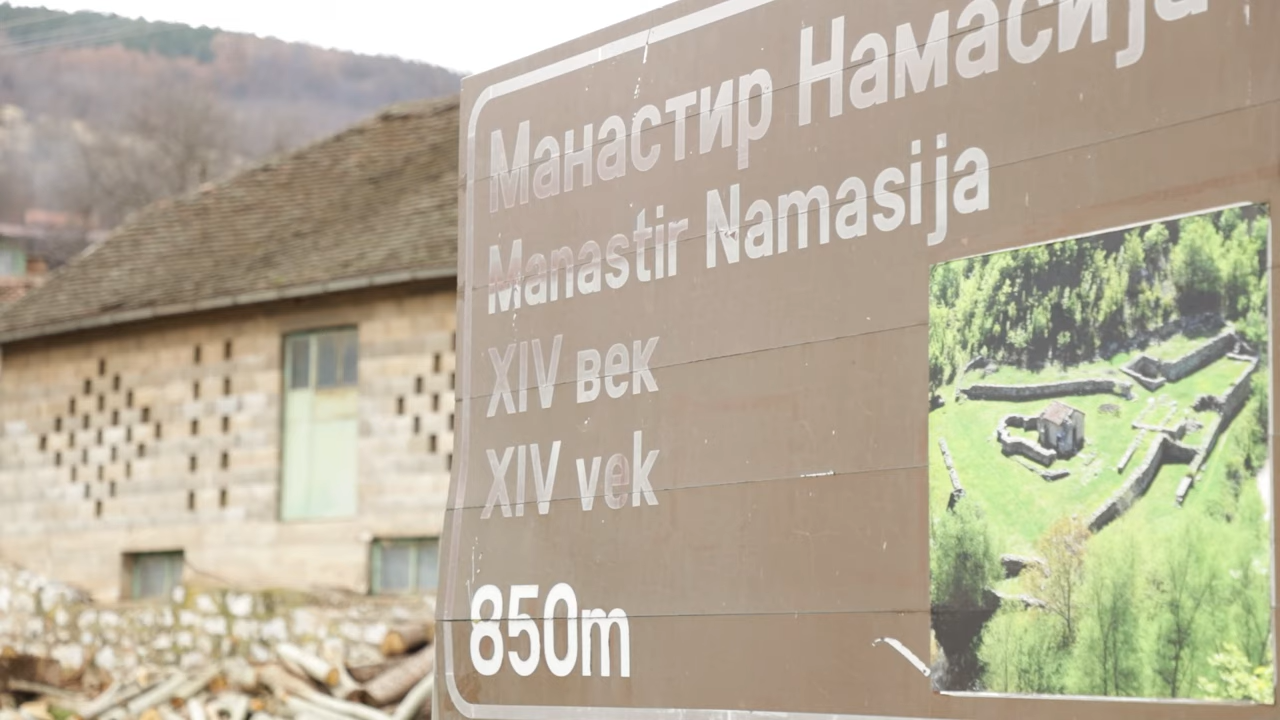 Манастир Намасија
Manastir Namasija
XIV век
XIV vek
850m